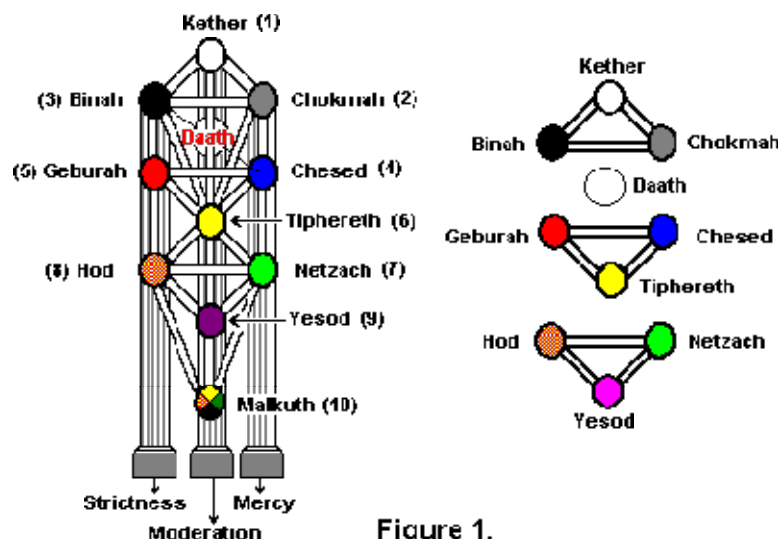 Kether (1)
(3) Binah
Chokmah (2)
Daath
(5) Geburah
Chesed (4)
Tiphereth (6)
(8) Hod
Netzach (7)
Yesod (9)
Malkuth (10)
Strictness
Mercy
Moderation
Kether
Binah
Chokmah
Daath
Geburah
Chesed
Tiphereth
Hod
Netzach
Yesod
Figure 1.